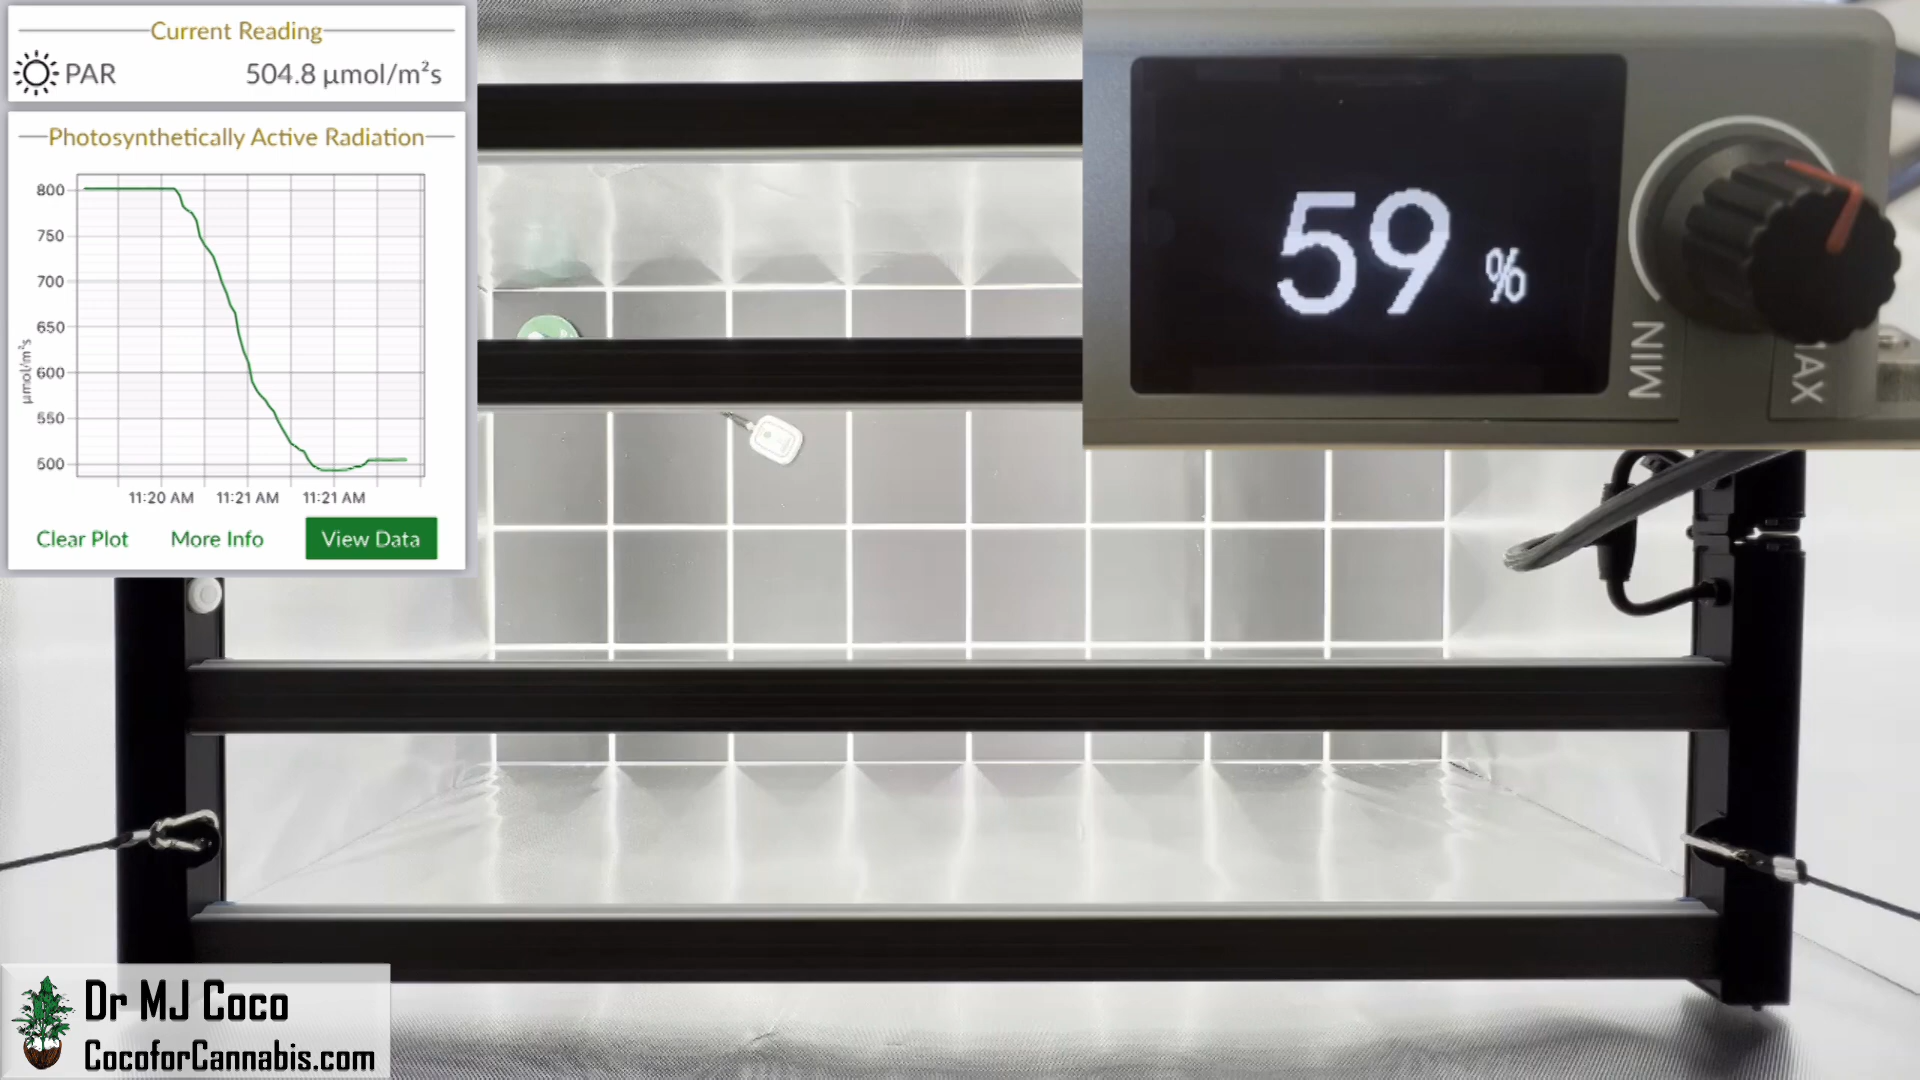 Current Reading
PAR 504.8 µmol/m²s
Photosynthetically Active Radiation
800
750
700
650
600
550
500
µmol/m²s
11:20 AM 11:21 AM 11:21 AM
Clear Plot More Info View Data
59 %
MIN
MAX
Dr MJ Coco
CocoforCannabis.com